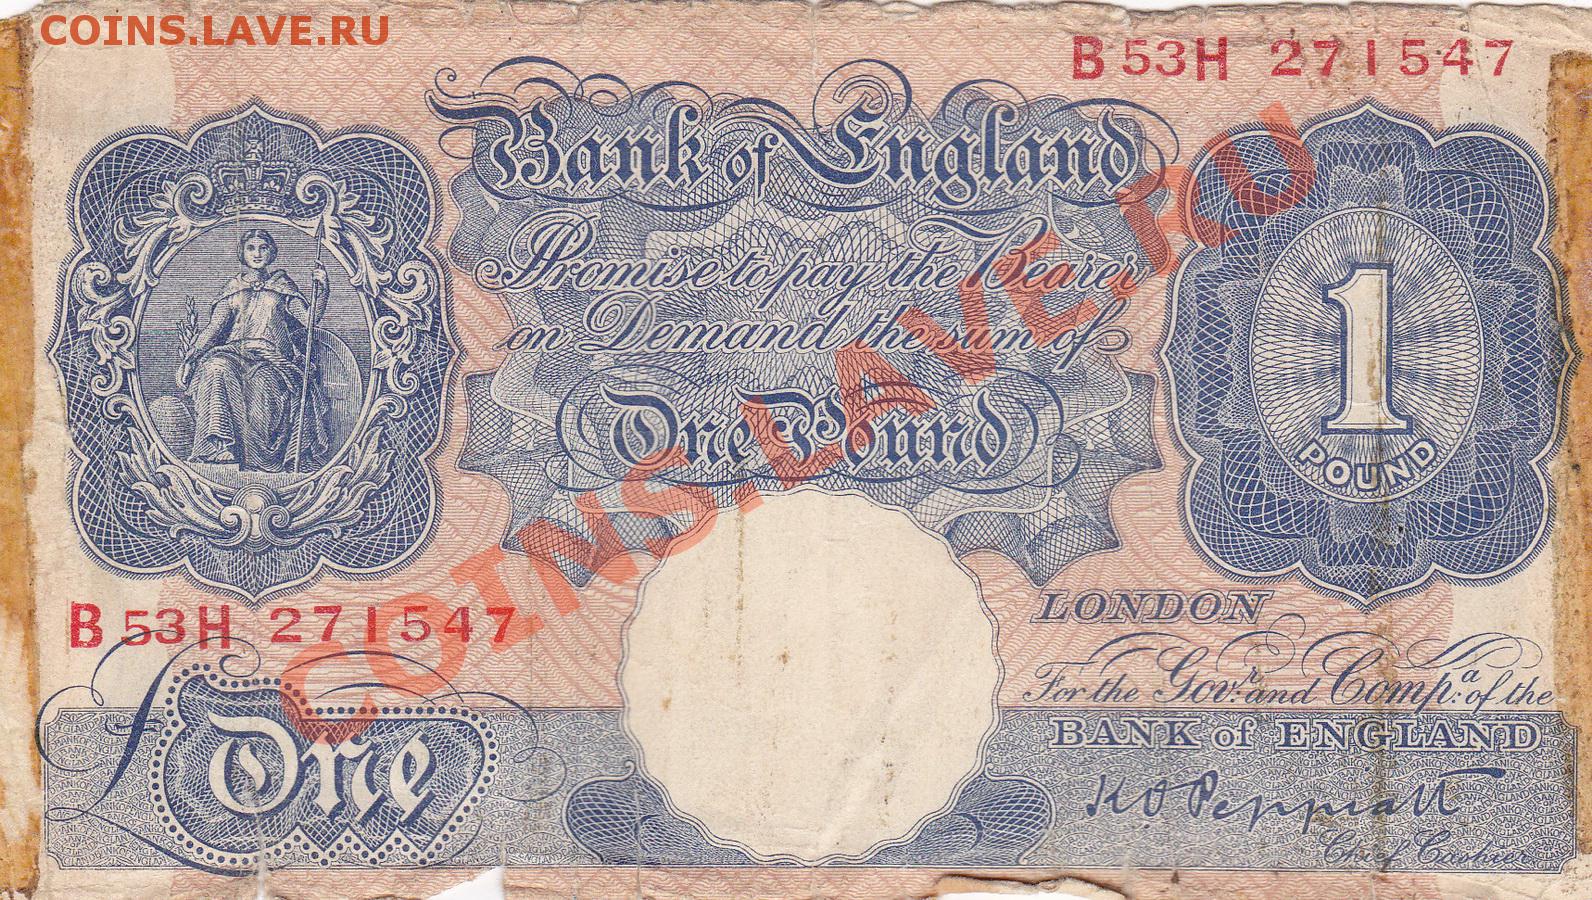 COINS.LAVE.RU
B53H 271547
Bank of England
Promise to pay the Bearer
on Demand the sum of
One Pound
1
POUND
COINS.LAVE.RU
B53H 271547
LONDON
For the Govr: and Compa: of the
BANK of ENGLAND
£One
K O Peppiatt
Chief Cashier